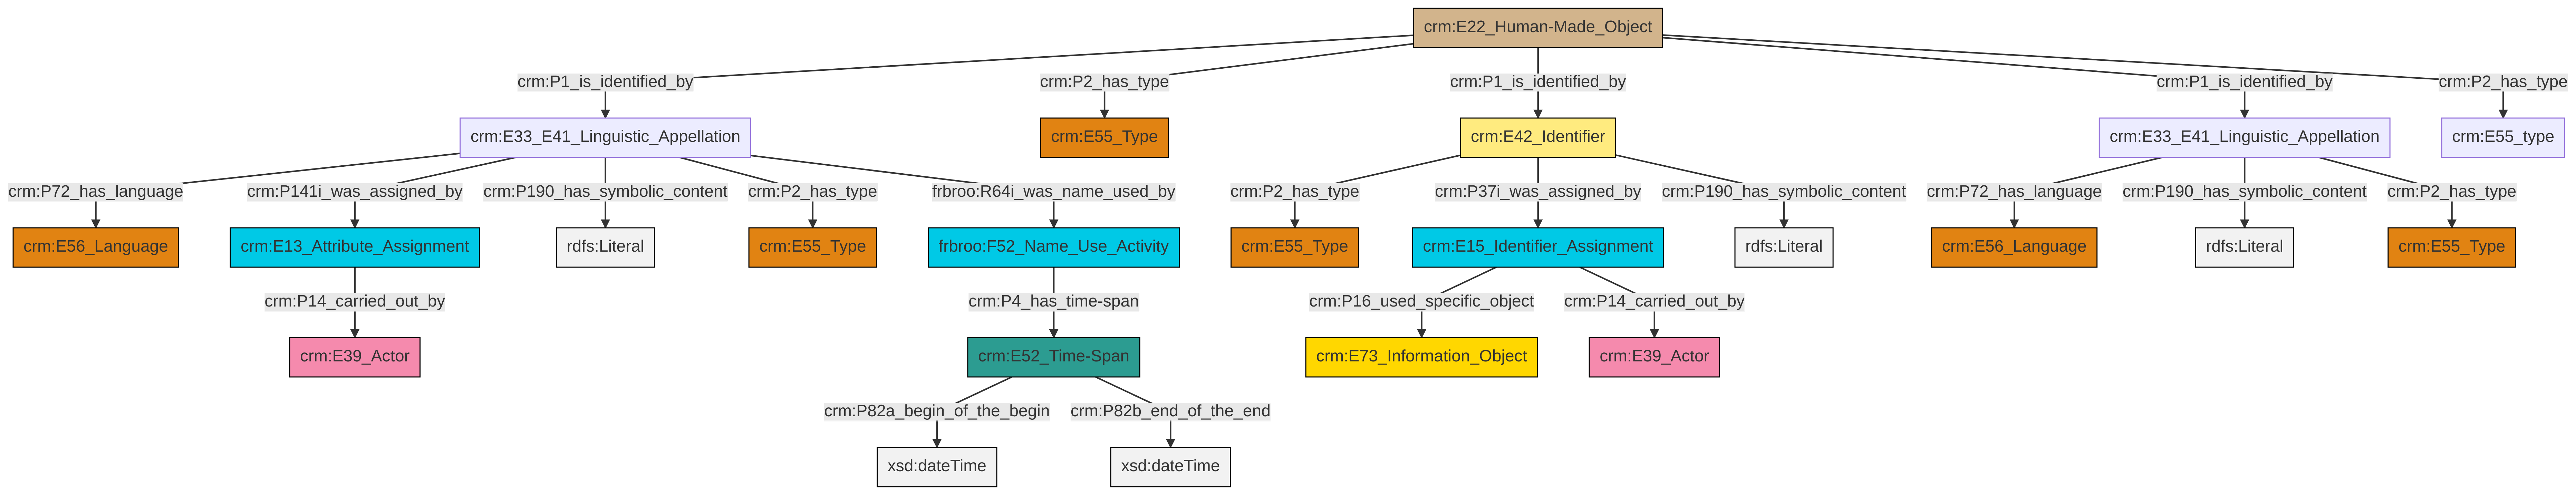 crm:E22_Human-Made_Object
crm:P1_is_identified_by
crm:P2_has_type
crm:P1_is_identified_by
crm:P1_is_identified_by
crm:P2_has_type
crm:E33_E41_Linguistic_Appellation
crm:E55_Type
crm:E42_Identifier
crm:E33_E41_Linguistic_Appellation
crm:E55_type
crm:P72_has_language
crm:P141i_was_assigned_by
crm:P190_has_symbolic_content
crm:P2_has_type
frbroo:R64i_was_name_used_by
crm:P2_has_type
crm:P37i_was_assigned_by
crm:P190_has_symbolic_content
crm:P72_has_language
crm:P190_has_symbolic_content
crm:P2_has_type
crm:E56_Language
crm:E13_Attribute_Assignment
rdfs:Literal
crm:E55_Type
frbroo:F52_Name_Use_Activity
crm:E55_Type
crm:E15_Identifier_Assignment
rdfs:Literal
crm:E56_Language
rdfs:Literal
crm:E55_Type
crm:P14_carried_out_by
crm:P4_has_time-span
crm:P16_used_specific_object
crm:P14_carried_out_by
crm:E39_Actor
crm:E52_Time-Span
crm:E73_Information_Object
crm:E39_Actor
crm:P82a_begin_of_the_begin
crm:P82b_end_of_the_end
xsd:dateTime
xsd:dateTime